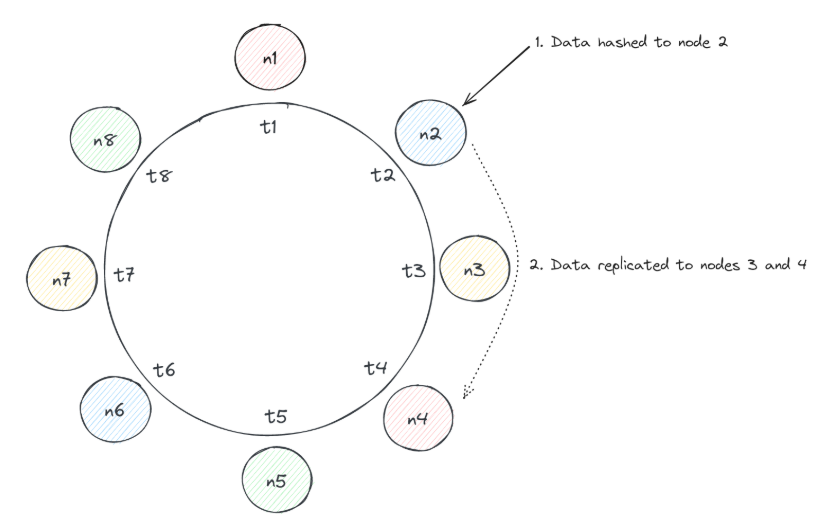 n1
1. Data hashed to node 2
n2
t1
n8
t8
t2
n7
t7
t3
n3
2. Data replicated to nodes 3 and 4
t6
t4
n6
t5
n4
n5